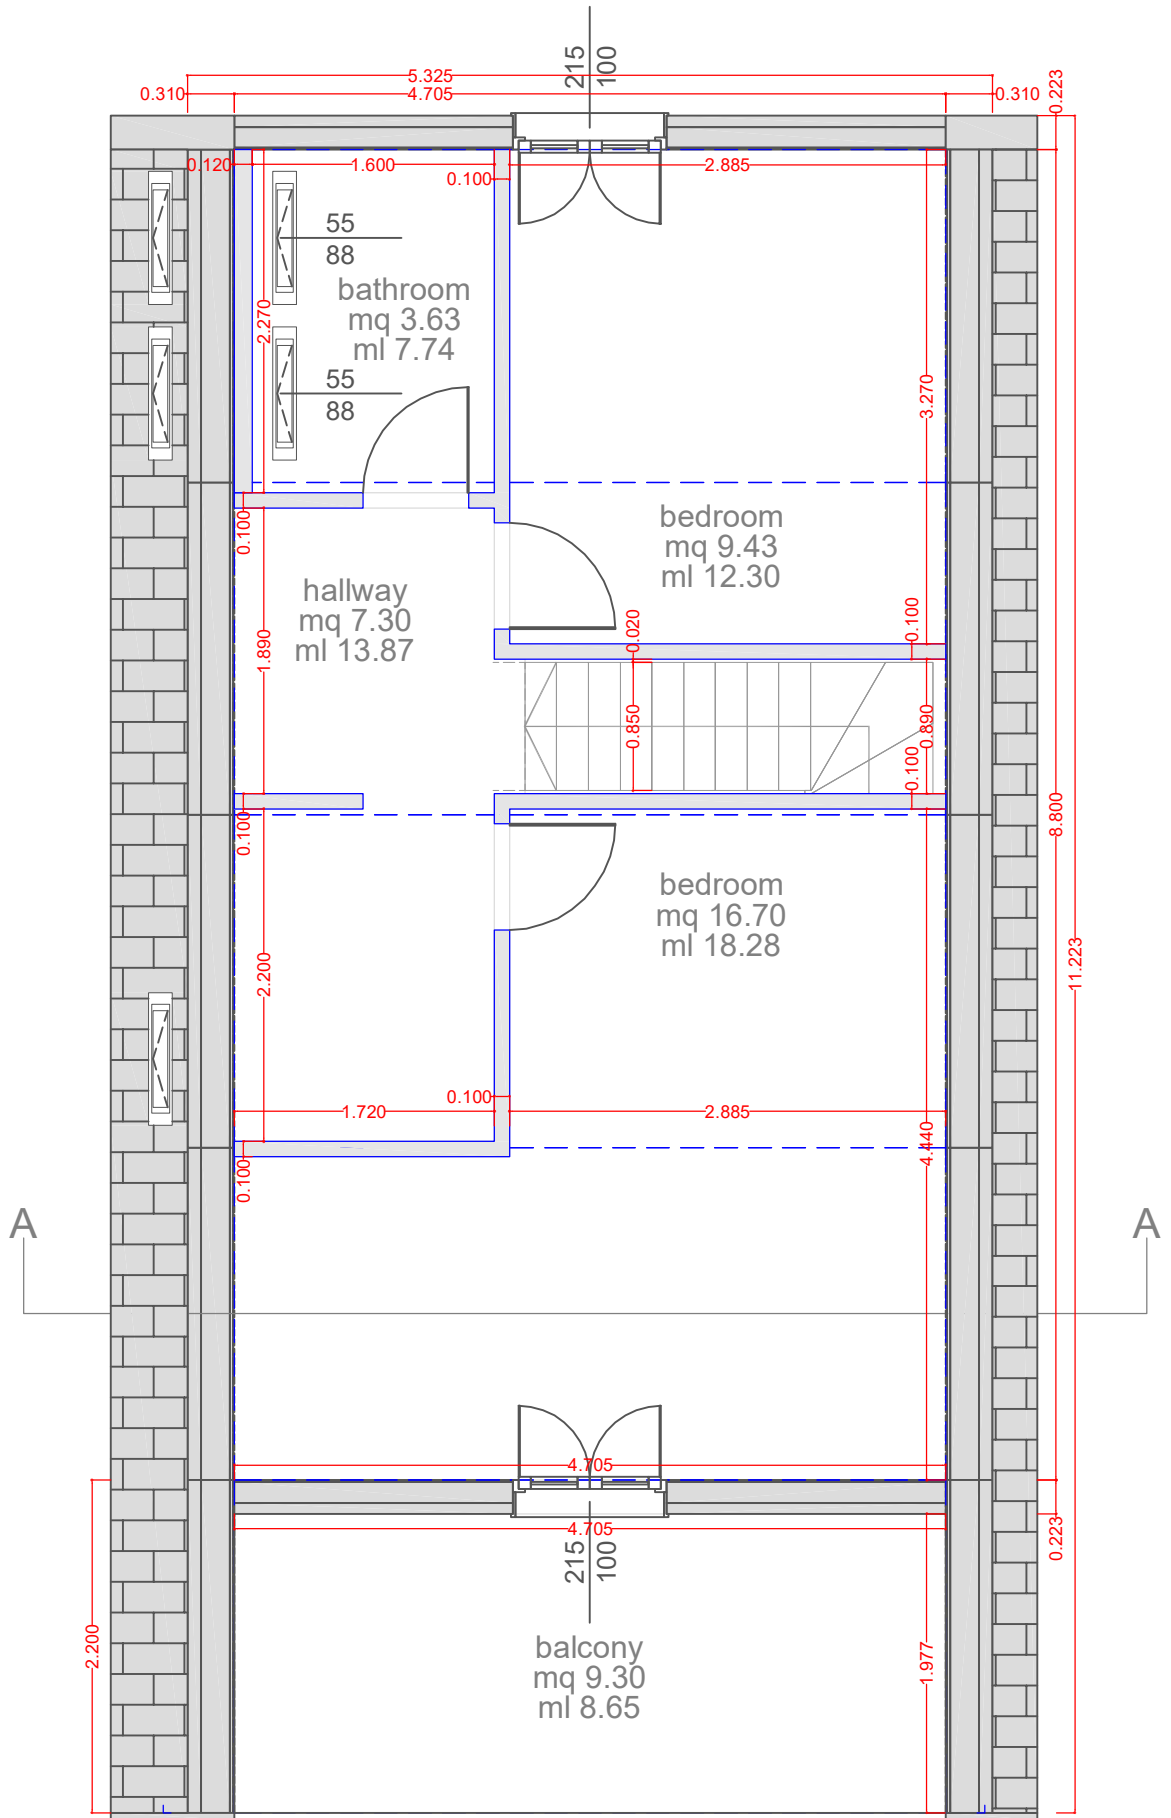 215
100
5.325
0.310
4.705
0.310
0.223
0.120
1.600
0.100
2.885
55
88
bathroom
mq 3.63
ml 7.74
2.270
55
88
3.270
0.100
bedroom
mq 9.43
ml 12.30
hallway
mq 7.30
ml 13.87
1.890
0.020
0.100
0.850
0.890
0.100
0.100
8.800
bedroom
mq 16.70
ml 18.28
2.200
11.223
1.720
0.100
2.885
4.440
0.100
A
A
4.705
4.705
0.223
215
100
2.200
balcony
mq 9.30
ml 8.65
1.977